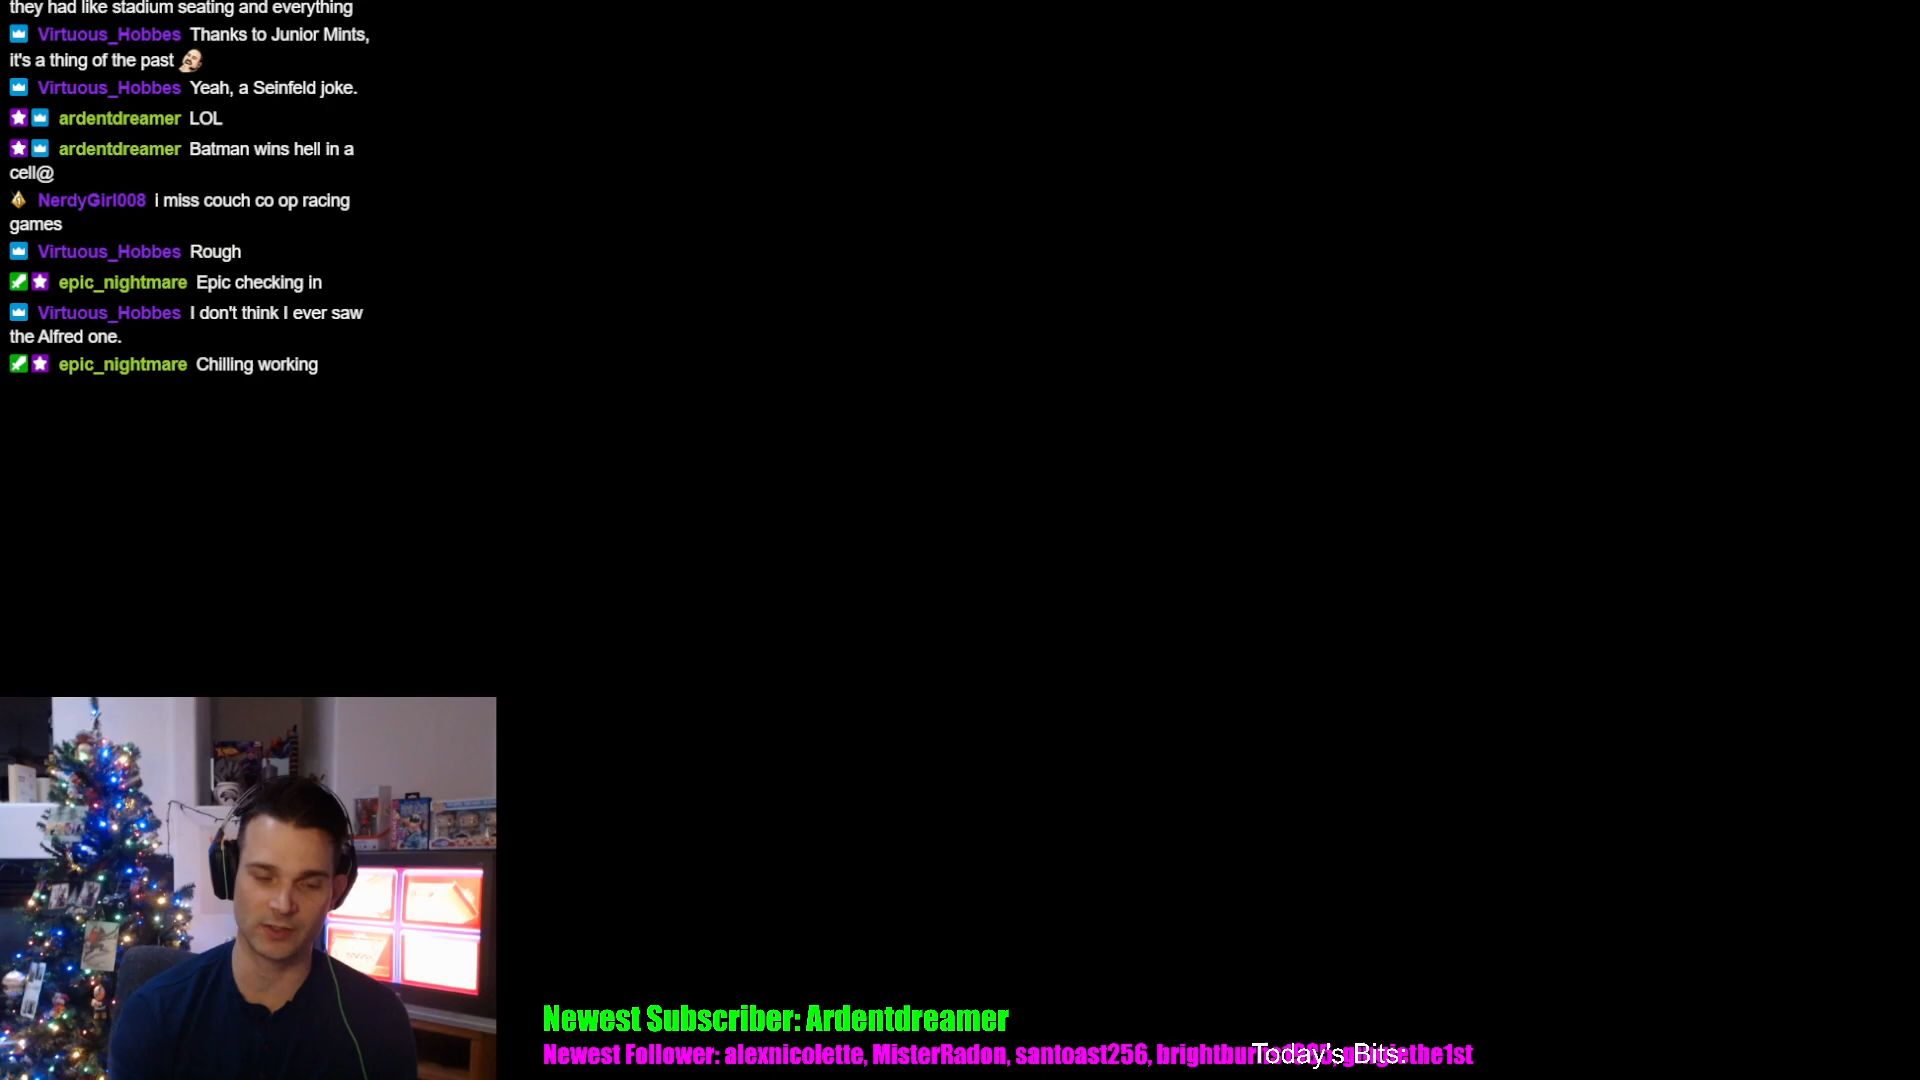 they had like stadium seating and everything
Virtuous_Hobbes Thanks to Junior Mints,
it's a thing of the past
Virtuous_Hobbes Yeah, a Seinfeld joke.
ardentdreamer LOL
ardentdreamer Batman wins hell in a
cell@
NerdyGirl008 i miss couch co op racing
games
Virtuous_Hobbes Rough
epic_nightmare Epic checking in
Virtuous_Hobbes I don't think I ever saw
the Alfred one.
epic_nightmare Chilling working
Newest Subscriber: Ardentdreamer
Newest Follower: alexnicolette, MisterRadon, santoast256,
Today's Bits: